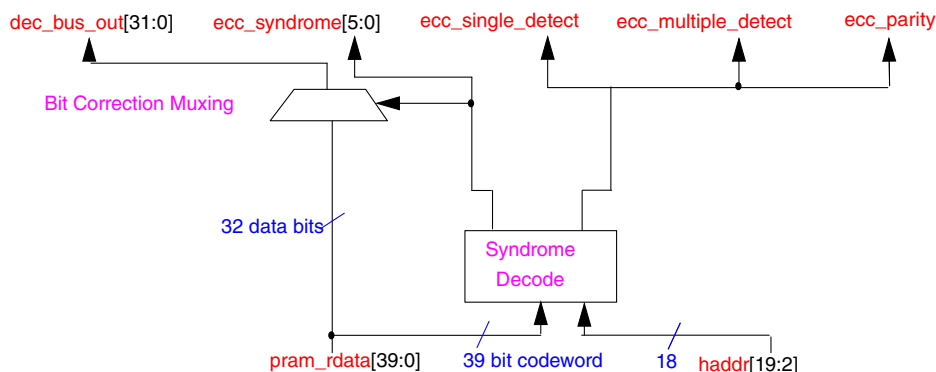 dec_bus_out[31:0] ecc_syndrome[5:0] ecc_single_detect ecc_multiple_detect ecc_parity
Bit Correction Muxing
32 data bits
Syndrome
Decode
pram_rdata[39:0] 39 bit codeword 18 haddr[19:2]